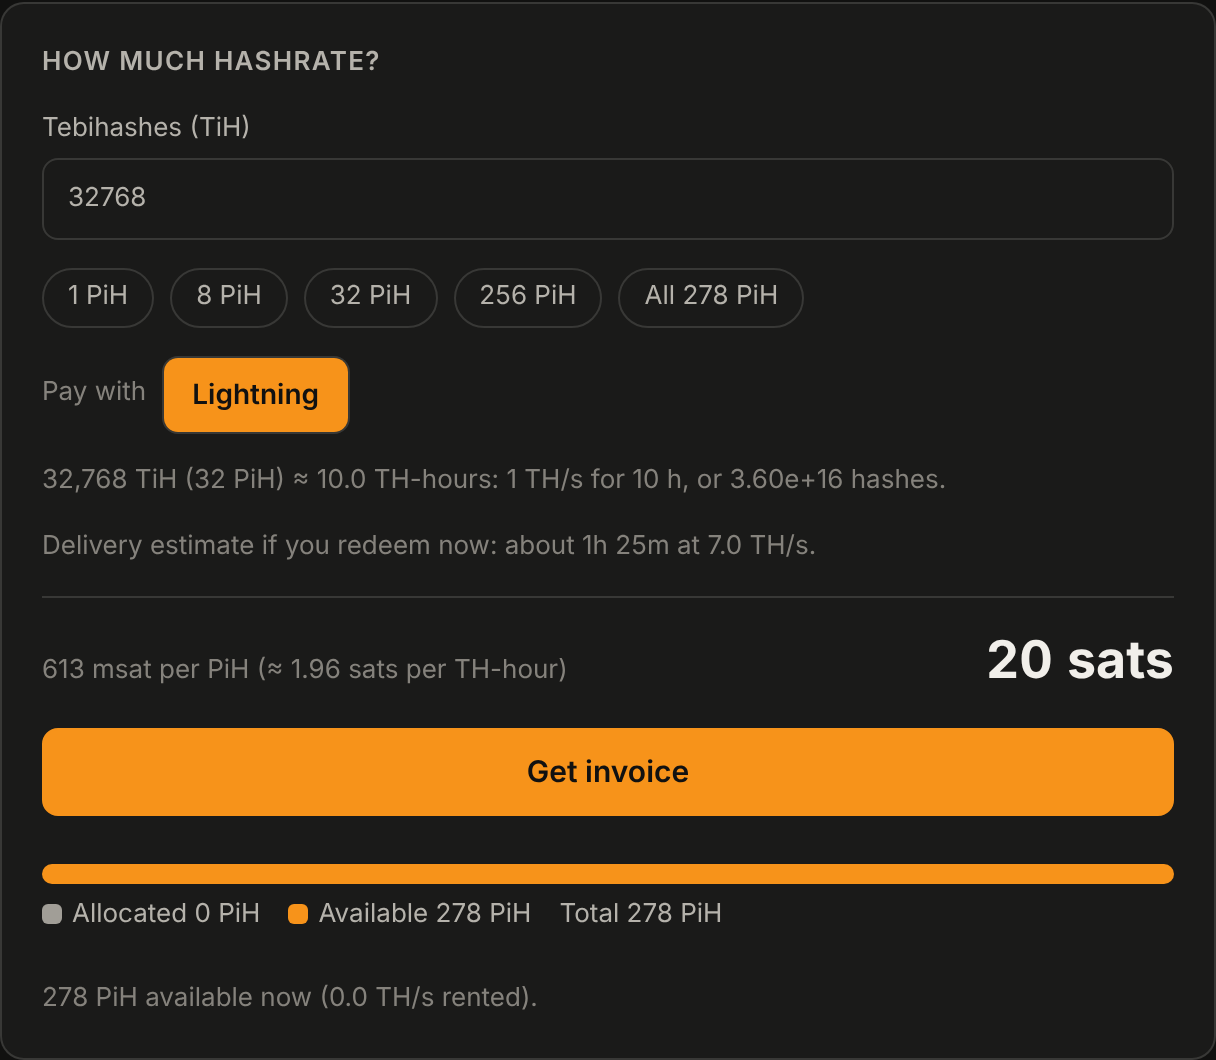 HOW MUCH HASHRATE?
Tebihashes (TiH)
32768
1 PiH 8 PiH 32 PiH 256 PiH All 278 PiH
Pay with Lightning
32,768 TiH (32 PiH) ≈ 10.0 TH-hours: 1 TH/s for 10 h, or 3.60e+16 hashes.
Delivery estimate if you redeem now: about 1h 25m at 7.0 TH/s.
613 msat per PiH (≈ 1.96 sats per TH-hour) 20 sats
Get invoice
Allocated 0 PiH Available 278 PiH Total 278 PiH
278 PiH available now (0.0 TH/s rented).